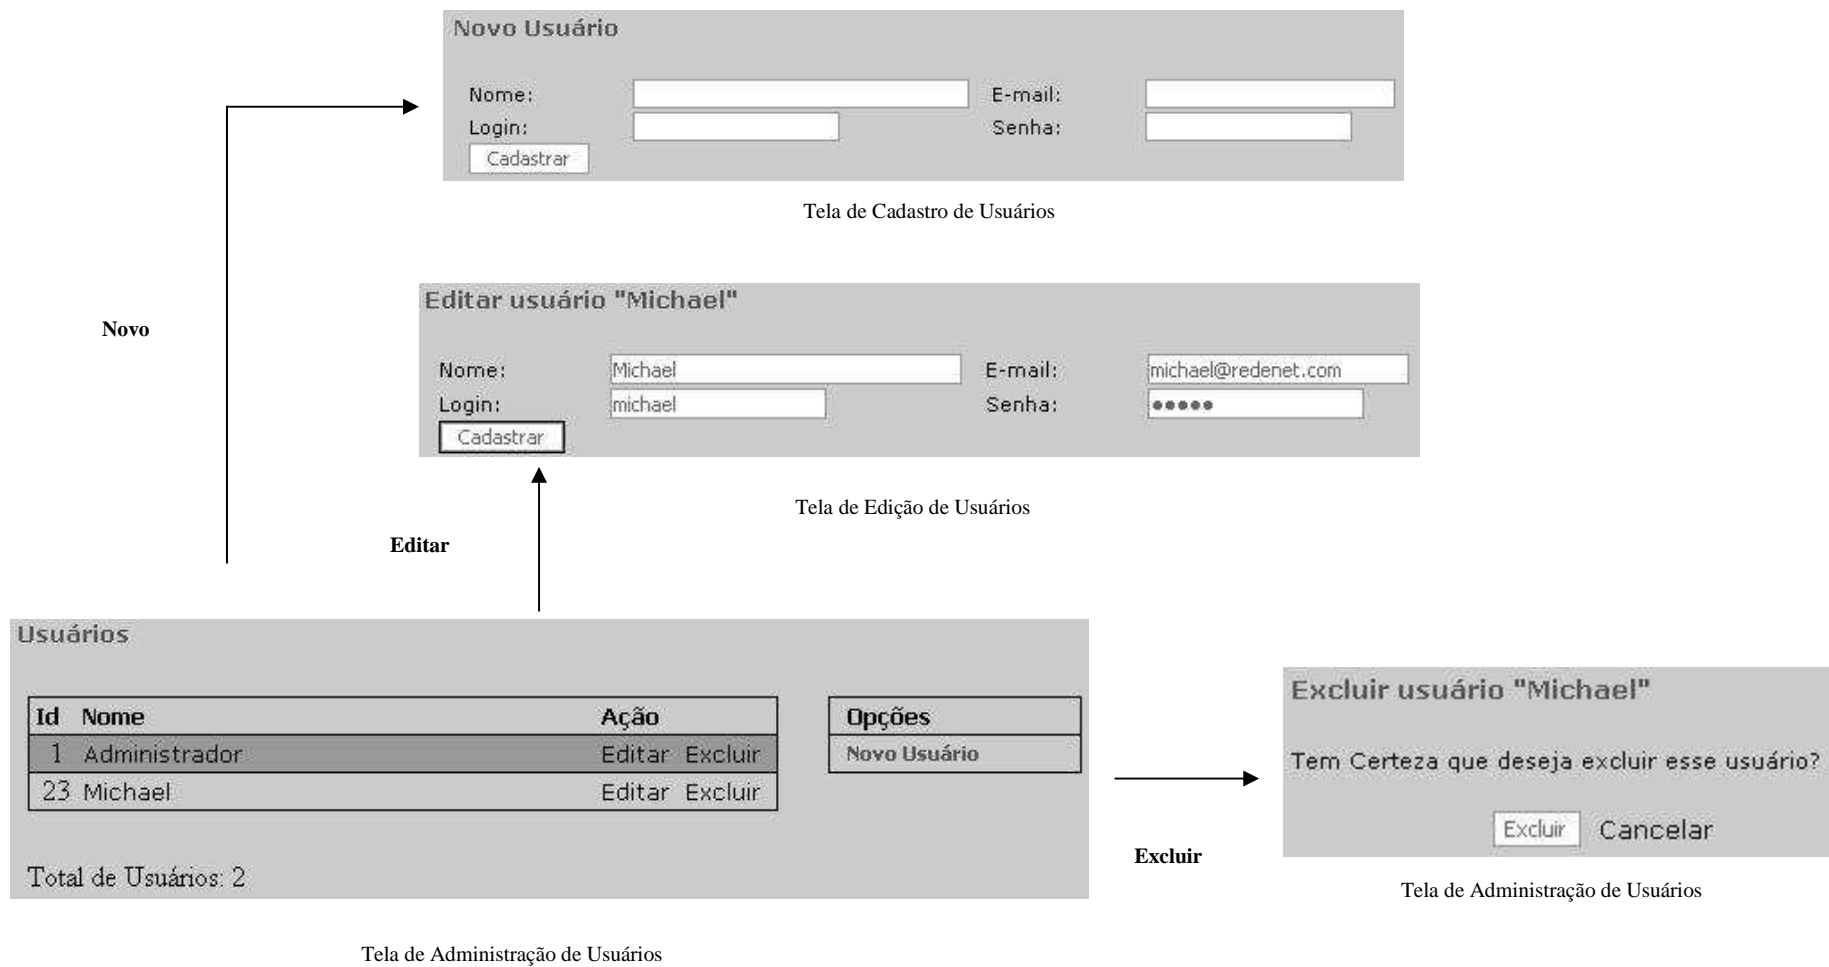 Novo Usuário
Nome: E-mail:
Login: Senha:
Cadastrar
Tela de Cadastro de Usuários
Editar usuário "Michael"
Novo
Nome: Michael E-mail: michael@redenet.com
Login: michael Senha: •••••
Cadastrar
Tela de Edição de Usuários
Editar
Usuários
Id Nome Ação
1 Administrador Editar Excluir
23 Michael Editar Excluir
Total de Usuários: 2
Opções
Novo Usuário
Excluir
Excluir usuário "Michael"
Tem Certeza que deseja excluir esse usuário?
Excluir Cancelar
Tela de Administração de Usuários
Tela de Administração de Usuários